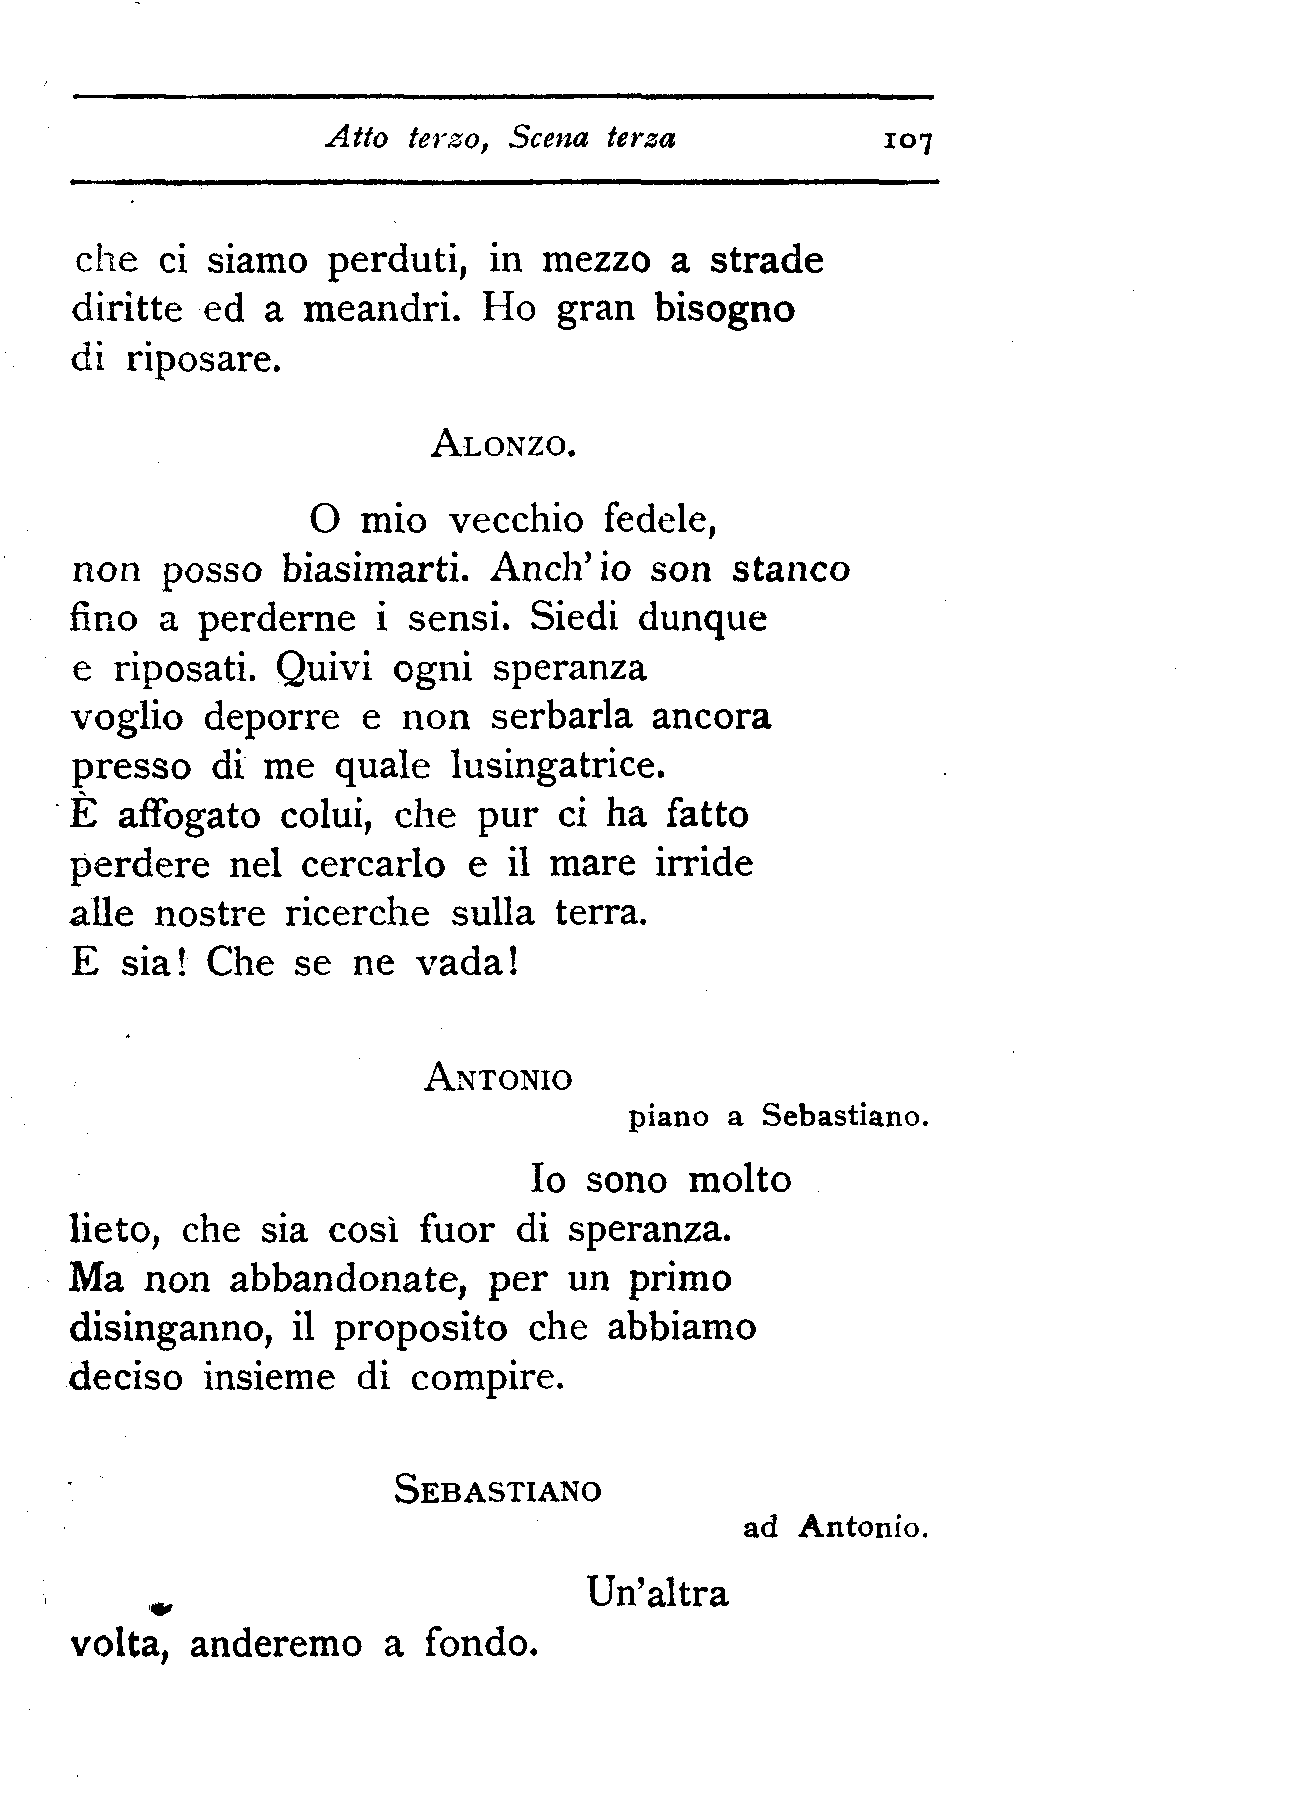 Atto terzo, Scena terza 107
che ci siamo perduti, in mezzo a strade
diritte ed a meandri. Ho gran bisogno
di riposare.
ALONZO.
O mio vecchio fedele,
non posso biasimarti. Anch'io son stanco
fino a perderne i sensi. Siedi dunque
e riposati. Quivi ogni speranza
voglio deporre e non serbarla ancora
presso di me quale lusingatrice.
È affogato colui, che pur ci ha fatto
perdere nel cercarlo e il mare irride
alle nostre ricerche sulla terra.
E sia! Che se ne vada!
ANTONIO
piano a Sebastiano.
Io sono molto
lieto, che sia così fuor di speranza.
Ma non abbandonate, per un primo
disinganno, il proposito che abbiamo
deciso insieme di compire.
SEBASTIANO
ad Antonio.
Un'altra
volta, anderemo a fondo.